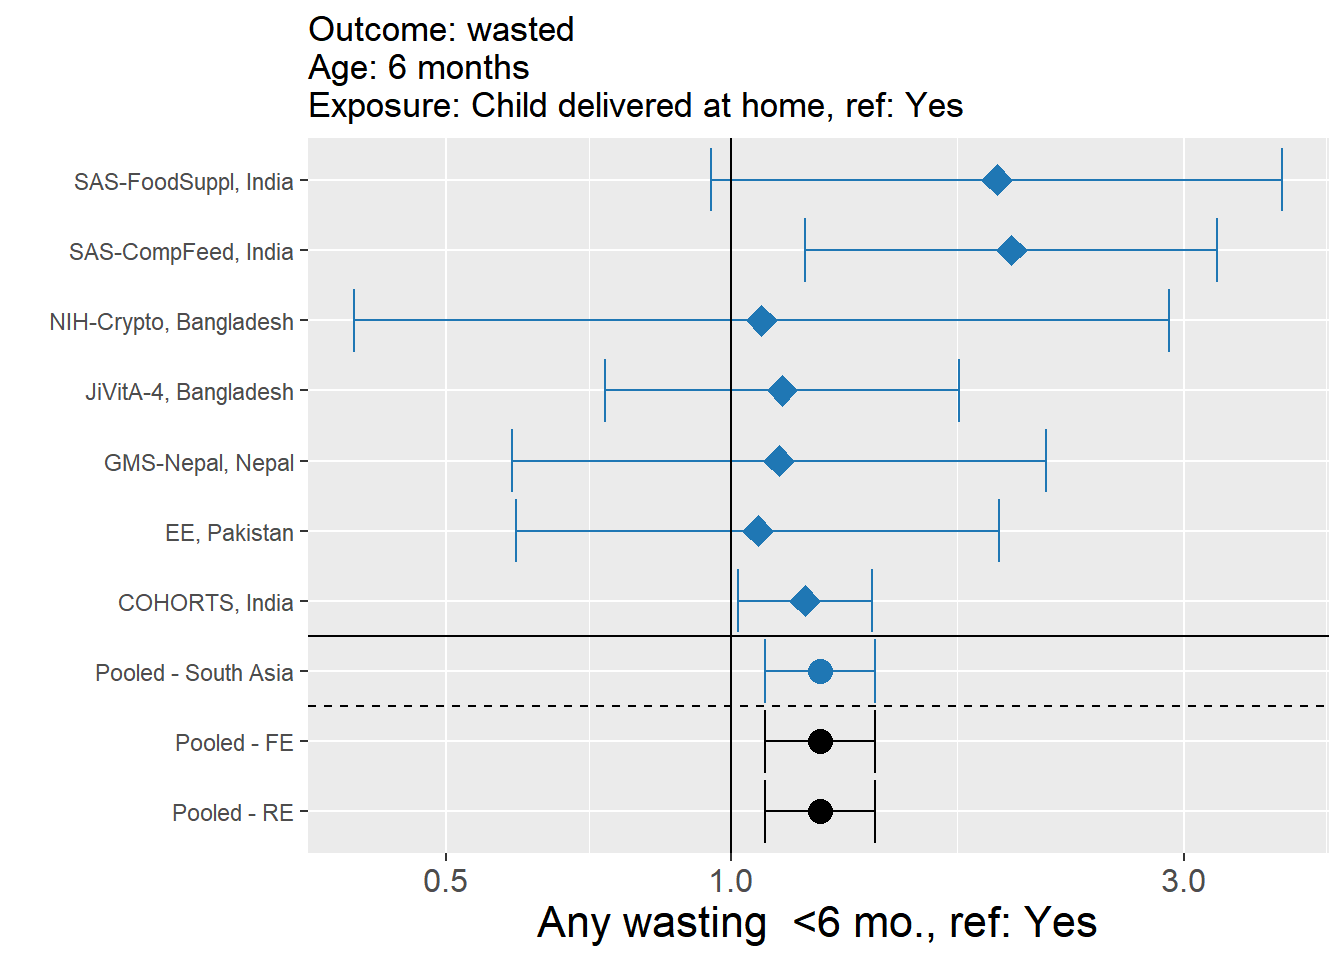 Outcome: wasted
Age: 6 months
Exposure: Child delivered at home, ref: Yes
SAS-FoodSuppl, India
SAS-CompFeed, India
NIH-Crypto, Bangladesh
JiVitA-4, Bangladesh
GMS-Nepal, Nepal
EE, Pakistan
COHORTS, India
Pooled - South Asia
Pooled - FE
Pooled - RE
0.5 1.0 3.0
Any wasting  <6 mo., ref: Yes